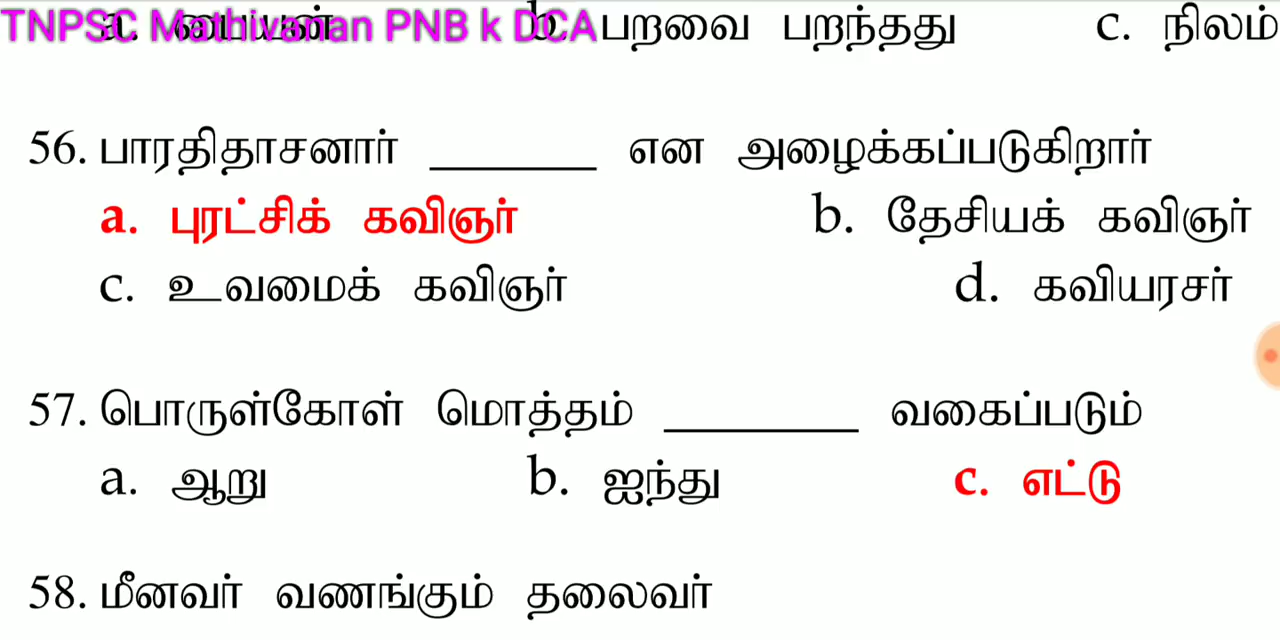 TNPSC Mathivanan PNB k DCA
a. பையன் b. பறவை பறந்தது c. நிலம்
56. பாரதிதாசனார் ________ என அழைக்கப்படுகிறார்
a. புரட்சிக் கவிஞர் b. தேசியக் கவிஞர்
c. உவமைக் கவிஞர் d. கவியரசர்
57. பொருள்கோள் மொத்தம் _________ வகைப்படும்
a. ஆறு b. ஐந்து c. எட்டு
58. மீனவர் வணங்கும் தலைவர்